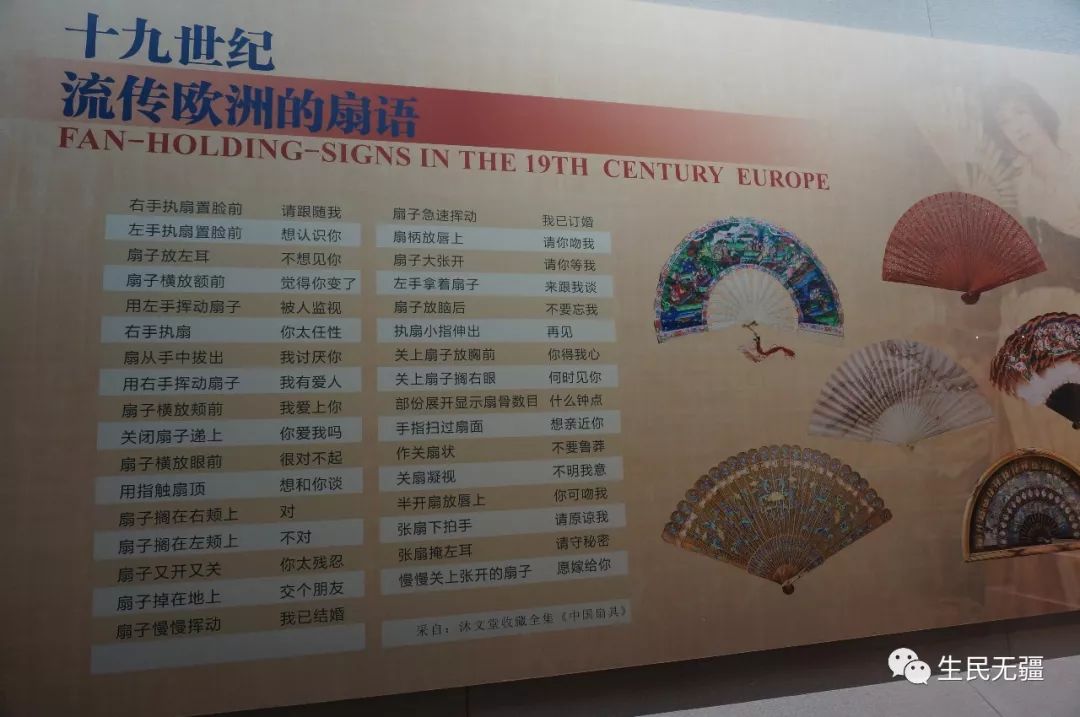 十九世纪
流传欧洲的扇语
FAN-HOLDING-SIGNS IN THE 19TH CENTURY EUROPE
右手执扇置脸前 请跟随我
左手执扇置脸前 想认识你
扇子放左耳 不想见你
扇子横放额前 觉得你变了
用左手挥动扇子 被人监视
右手执扇 你太任性
扇从手中拔出 我讨厌你
用右手挥动扇子 我有爱人
扇子横放颊前 我爱上你
关闭扇子递上 你爱我吗
扇子横放眼前 很对不起
用指触扇顶 想和你谈
扇子搁在右颊上 对
扇子搁在左颊上 不对
扇子又开又关 你太残忍
扇子掉在地上 交个朋友
扇子慢慢挥动 我已结婚
扇子急速挥动 我已订婚
扇柄放唇上 请你吻我
扇子大张开 请你等我
左手拿着扇子 来跟我谈
扇子放脑后 不要忘我
执扇小指伸出 再见
关上扇子放胸前 你得我心
关上扇子搁右眼 何时见你
部份展开显示扇骨数目 什么钟点
手指扫过扇面 想亲近你
作关扇状 不要鲁莽
关扇凝视 不明我意
半开扇放唇上 你可吻我
张扇下拍手 请原谅我
张扇掩左耳 请守秘密
慢慢关上张开的扇子 愿嫁给你
采自：沐文堂收藏全集《中国扇具》
生民无疆